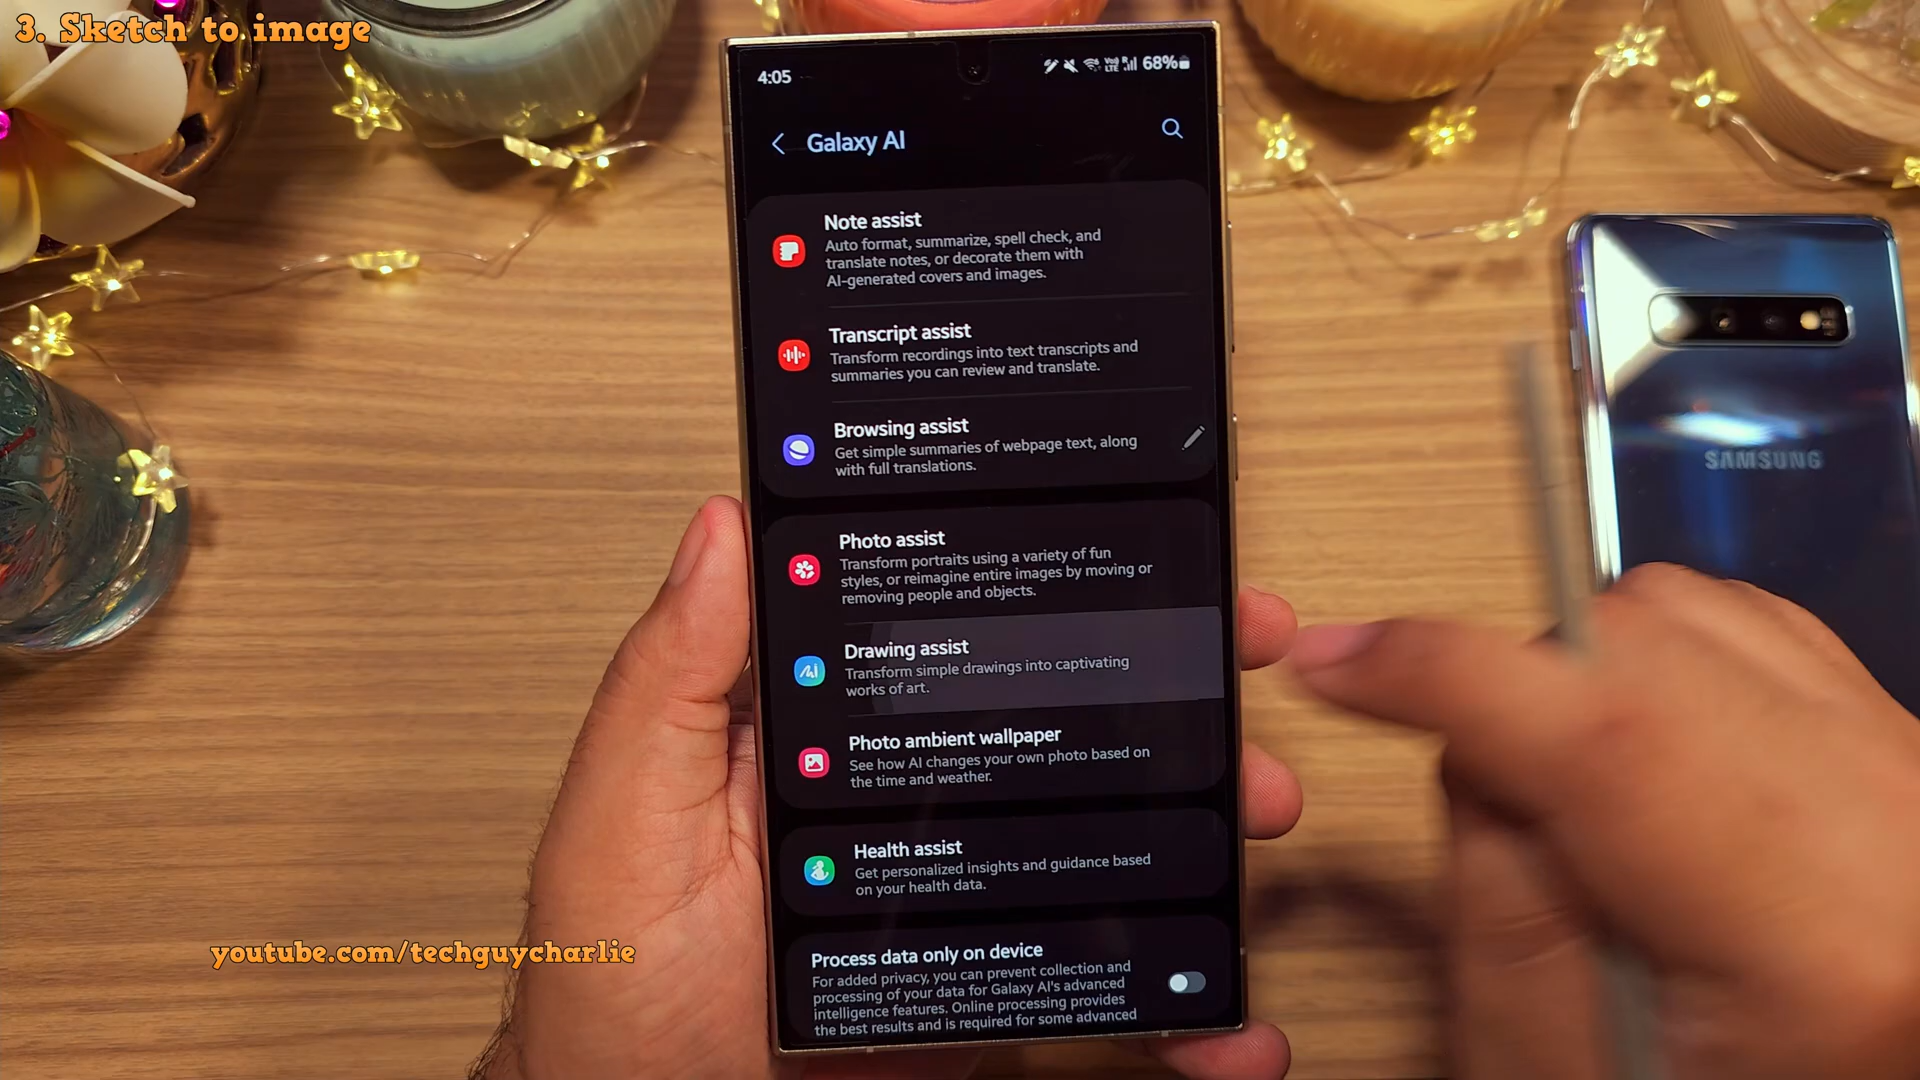 3. Sketch to image
4:05
Vo))
LTE
R
68%
Galaxy AI
Note assist
Auto format, summarize, spell check, and
translate notes, or decorate them with
AI-generated covers and images.
Transcript assist
Transform recordings into text transcripts and
summaries you can review and translate.
Browsing assist
Get simple summaries of webpage text, along
with full translations.
Photo assist
Transform portraits using a variety of fun
styles, or reimagine entire images by moving or
removing people and objects.
Drawing assist
Transform simple drawings into captivating
works of art.
Photo ambient wallpaper
See how AI changes your own photo based on
the time and weather.
Health assist
Get personalized insights and guidance based
on your health data.
Process data only on device
For added privacy, you can prevent collection and
processing of your data for Galaxy AI's advanced
intelligence features. Online processing provides
the best results and is required for some advanced
SAMSUNG
youtube.com/techguycharlie